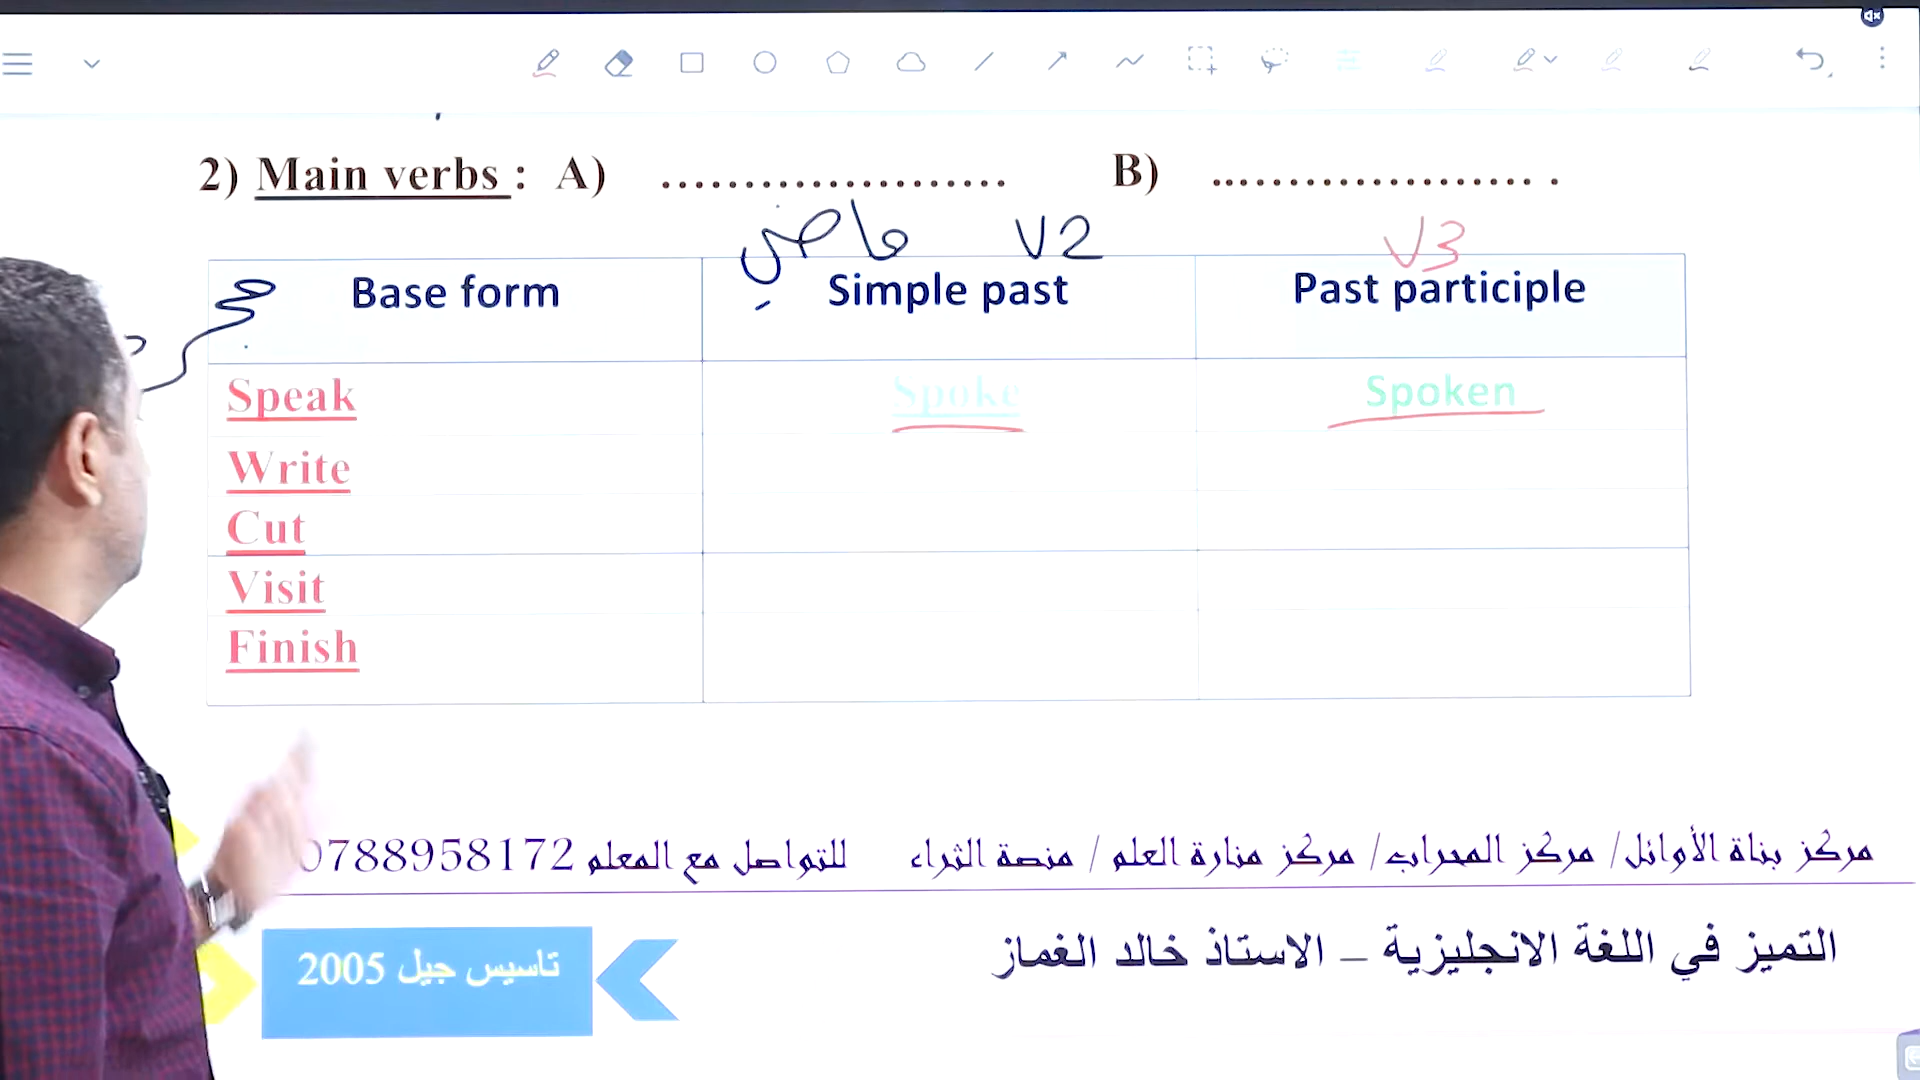 2) Main verbs : A) ..................... B) .................... .
ماضي V2 V3
Base form Simple past Past participle
Speak Spoke Spoken
Write
Cut
Visit
Finish
مركز بناة الأوائل/ مركز المحراب/ مركز منارة العلم / منصة الثراء للتواصل مع المعلم 0788958172
التميز في اللغة الانجليزية – الاستاذ خالد الغماز
تاسيس جيل 2005